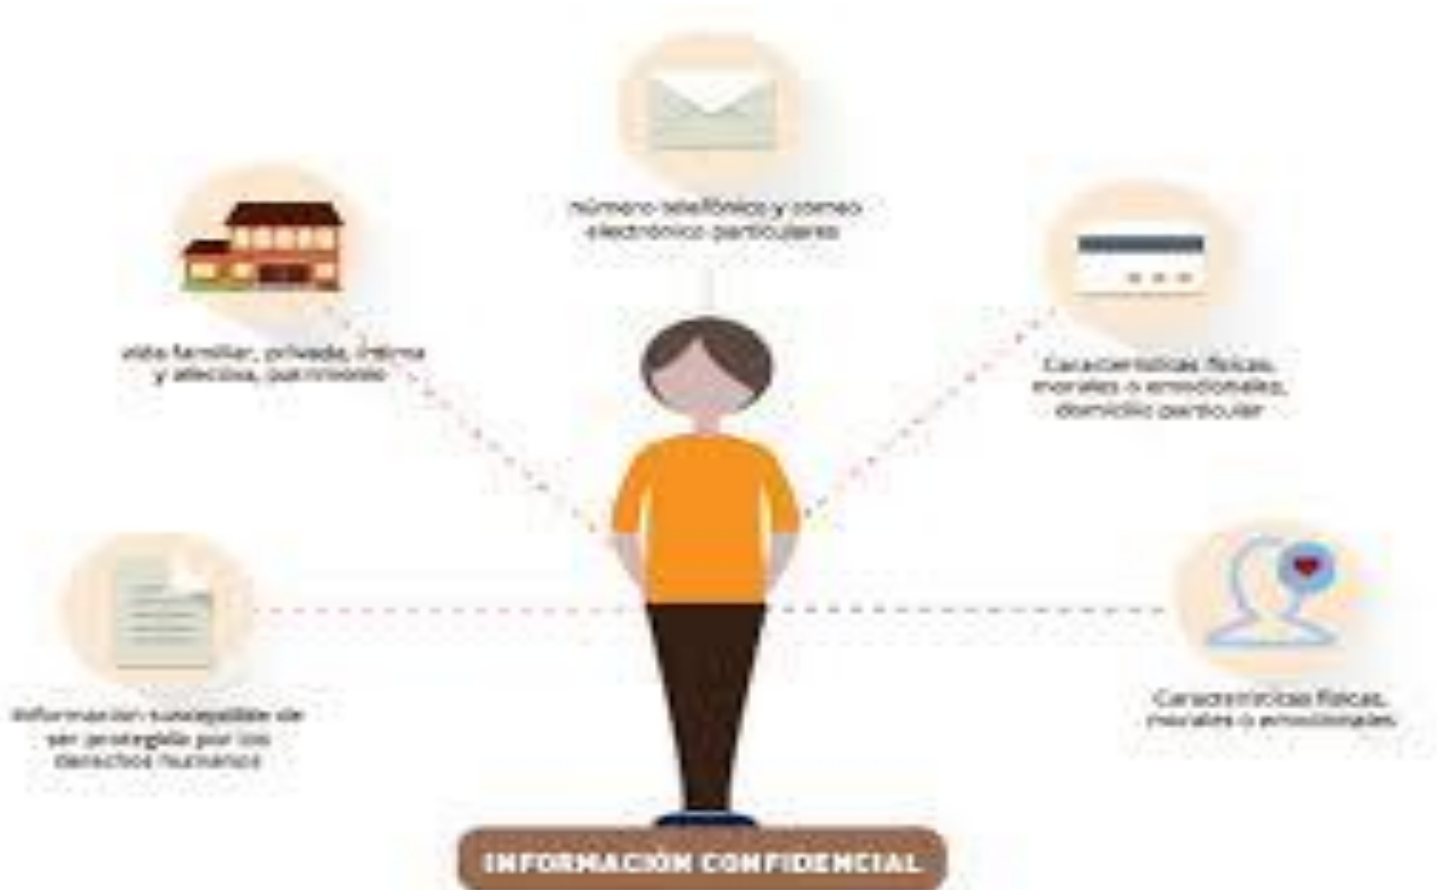 número telefónico y correo
electrónico particulares
vida familiar, privada, íntima
y afectiva, patrimonio
Características físicas,
morales o emocionales,
domicilio particular
Información susceptible de
ser protegida por los
derechos humanos
Características físicas,
morales o emocionales
INFORMACIÓN CONFIDENCIAL